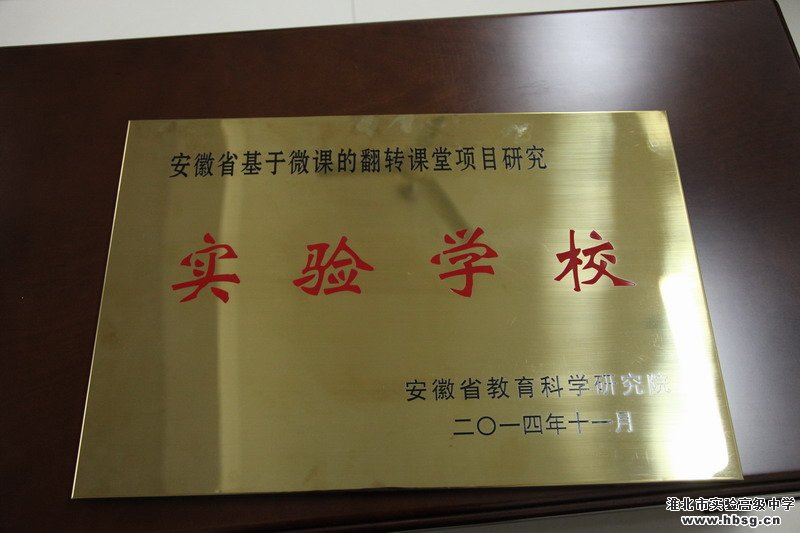 安徽省基于微课的翻转课堂项目研究
实验学校
安徽省教育科学研究院
二〇一四年十一月
淮北市实验高级中学
www.hbsg.cn